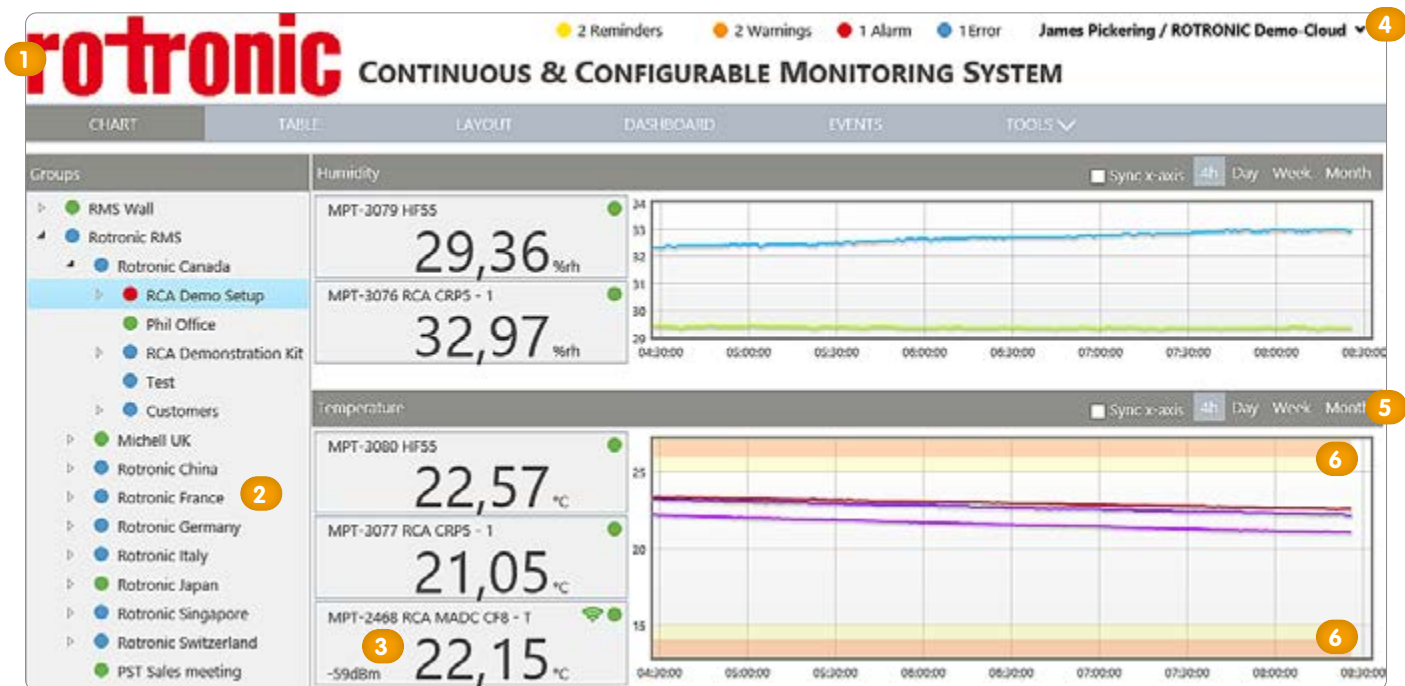 2 Reminders 2 Warnings 1 Alarm 1 Error James Pickering / ROTRONIC Demo-Cloud 4
1 rotronic
CONTINUOUS & CONFIGURABLE MONITORING SYSTEM
CHART TABLE LAYOUT DASHBOARD EVENTS TOOLS
Groups
RMS Wall
Rotronic RMS
Rotronic Canada
RCA Demo Setup
Phil Office
RCA Demonstration Kit
Test
Customers
Michell UK
Rotronic China
Rotronic France 2
Rotronic Germany
Rotronic Italy
Rotronic Japan
Rotronic Singapore
Rotronic Switzerland
PST Sales meeting
Humidity Sync x-axis 4h Day Week Month
MPT-3079 HF55
29,36 %rh
MPT-3076 RCA CRP5 - 1
32,97 %rh
34
33
32
31
30
29
04:30:00 05:00:00 05:30:00 06:00:00 06:30:00 07:00:00 07:30:00 08:00:00 08:30:00
Temperature Sync x-axis 4h Day Week Month 5
MPT-3080 HF55
22,57 °C
MPT-3077 RCA CRP5 - 1
21,05 °C
MPT-2468 RCA MADC CF8 - T
3
-59dBm 22,15 °C
6
25
20
15
6
04:30:00 05:00:00 05:30:00 06:00:00 06:30:00 07:00:00 07:30:00 08:00:00 08:30:00